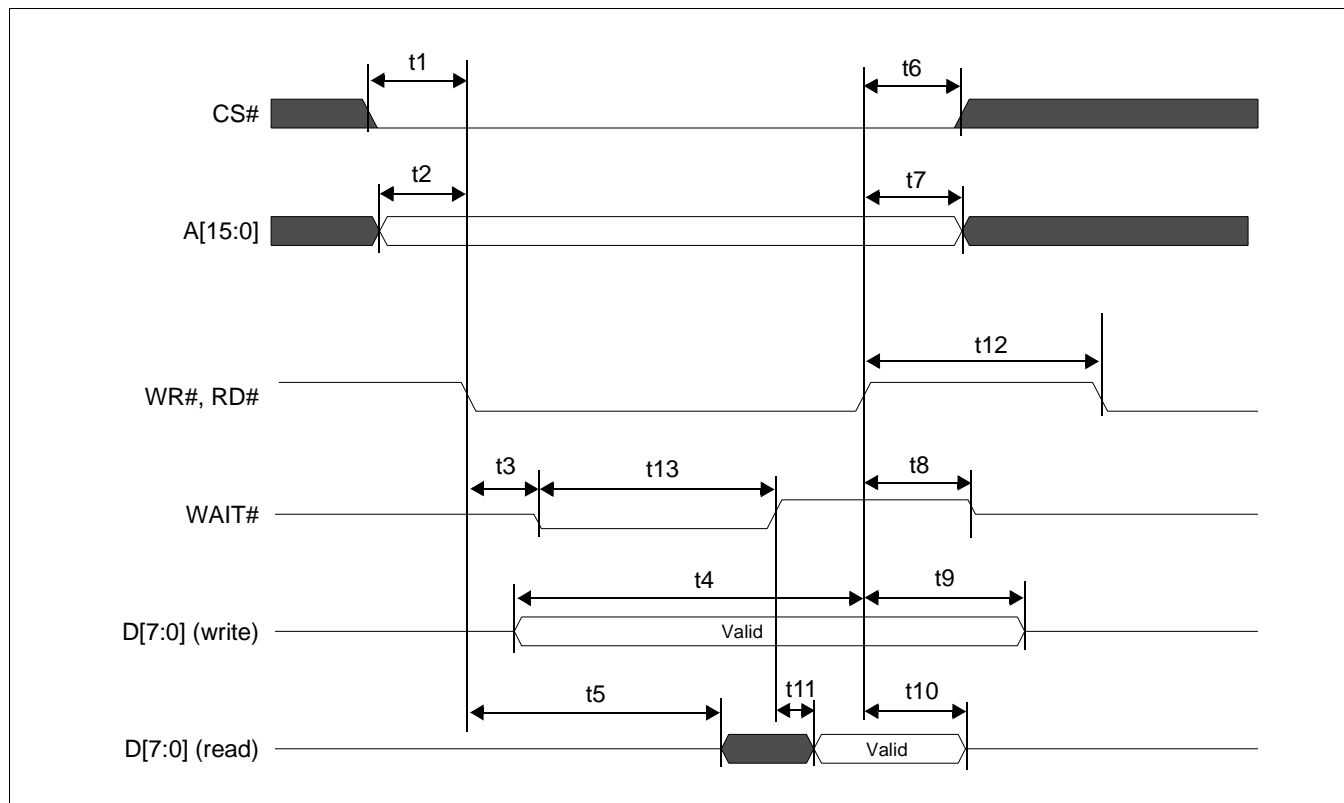 t1
t6
CS#
t2
t7
A[15:0]
t12
WR#, RD#
t3
t13
t8
WAIT#
t4
t9
D[7:0] (write)
Valid
t5
t11
t10
D[7:0] (read)
Valid